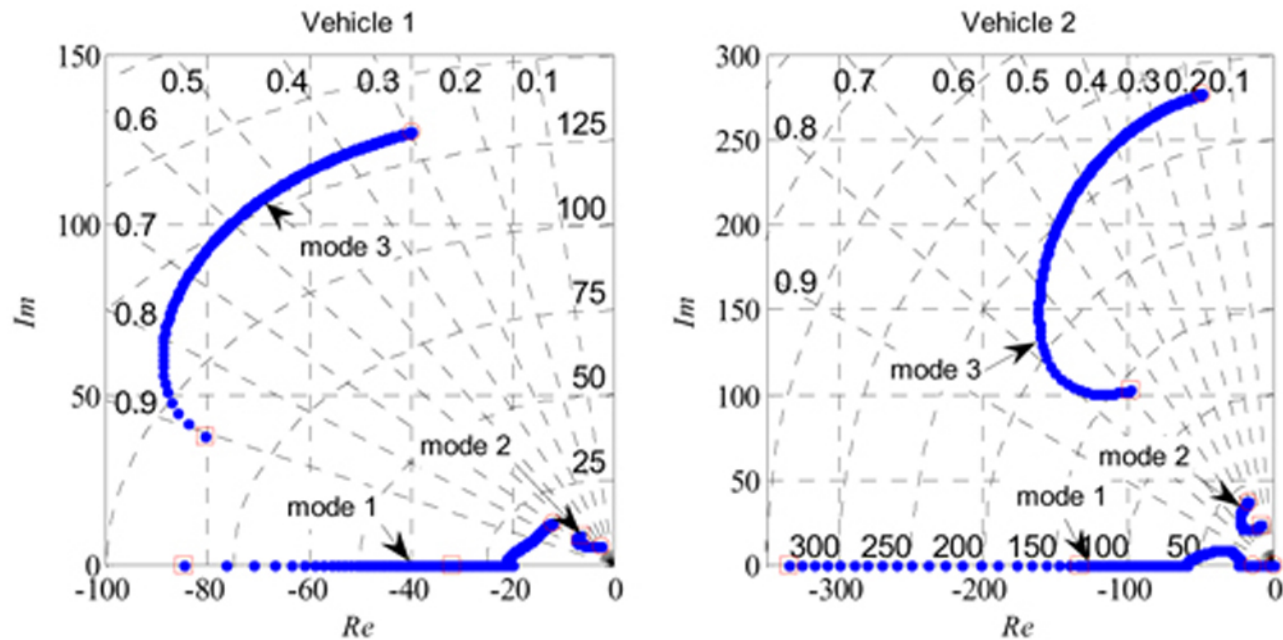 Vehicle 1
150
0.5 0.4 0.3 0.2 0.1
0.6
125
100
0.7
100
mode 3
75
0.8
50
50
0.9
mode 2
25
mode 1
0
-100 -80 -60 -40 -20 0
Im
Re
Vehicle 2
300
0.7 0.6 0.5 0.4 0.3 0.2 0.1
0.8
250
200
0.9
150
mode 3
100
mode 2
50
mode 1
300 250 200 150 100 50
0
-300 -200 -100 0
Im
Re